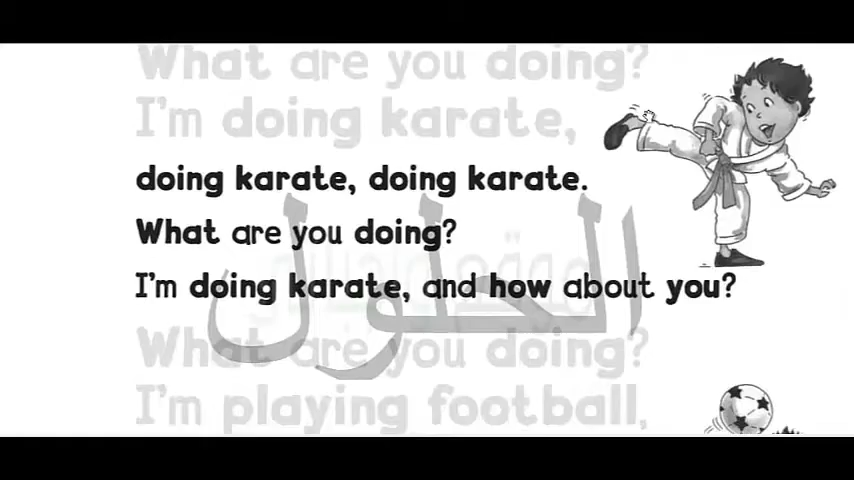 What are you doing?
I'm doing karate,
doing karate, doing karate.
What are you doing?
I'm doing karate, and how about you?
الحلول
What are you doing?
I'm playing football,